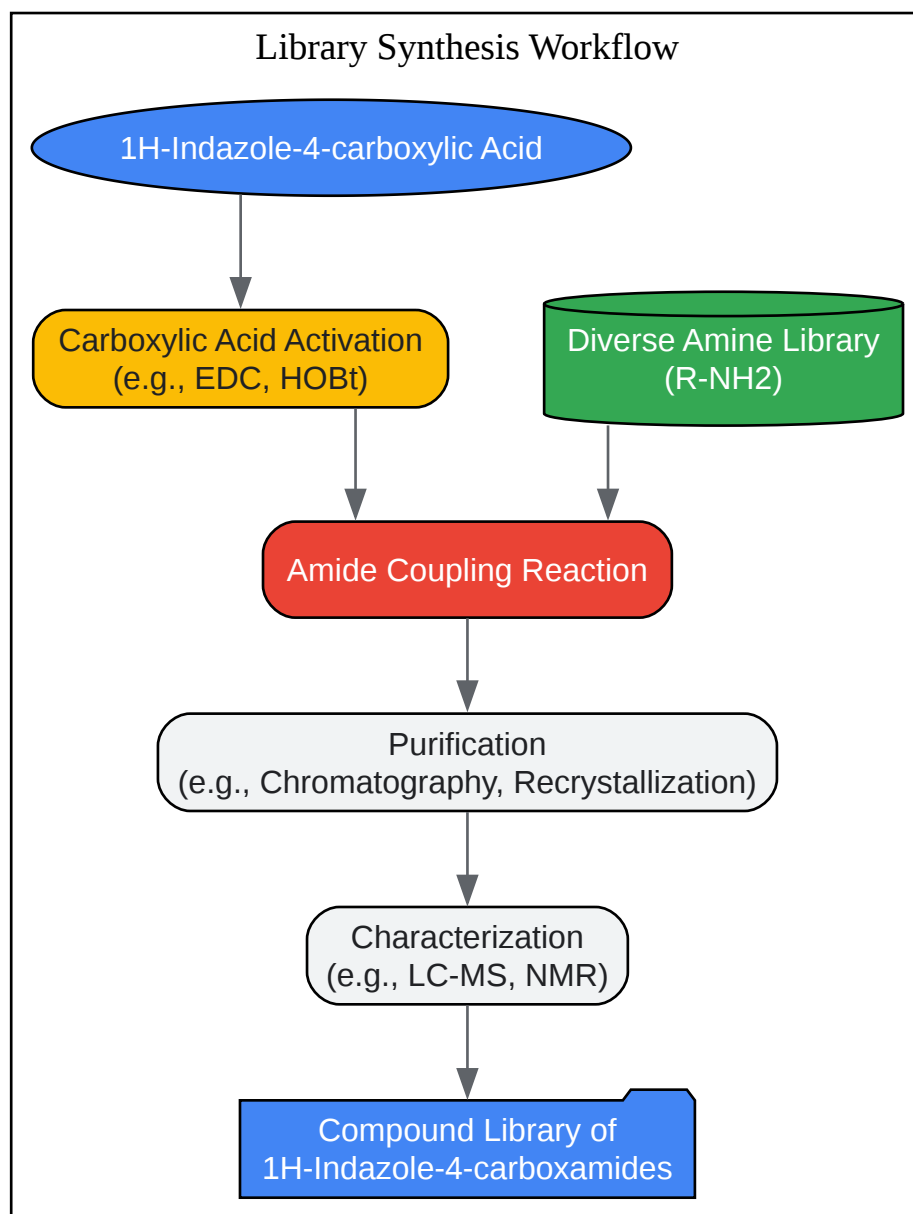 Library Synthesis Workflow
1H-Indazole-4-carboxylic Acid
Carboxylic Acid Activation
(e.g., EDC, HOBt)
Diverse Amine Library
(R-NH2)
Amide Coupling Reaction
Purification
(e.g., Chromatography, Recrystallization)
Characterization
(e.g., LC-MS, NMR)
Compound Library of
1H-Indazole-4-carboxamides